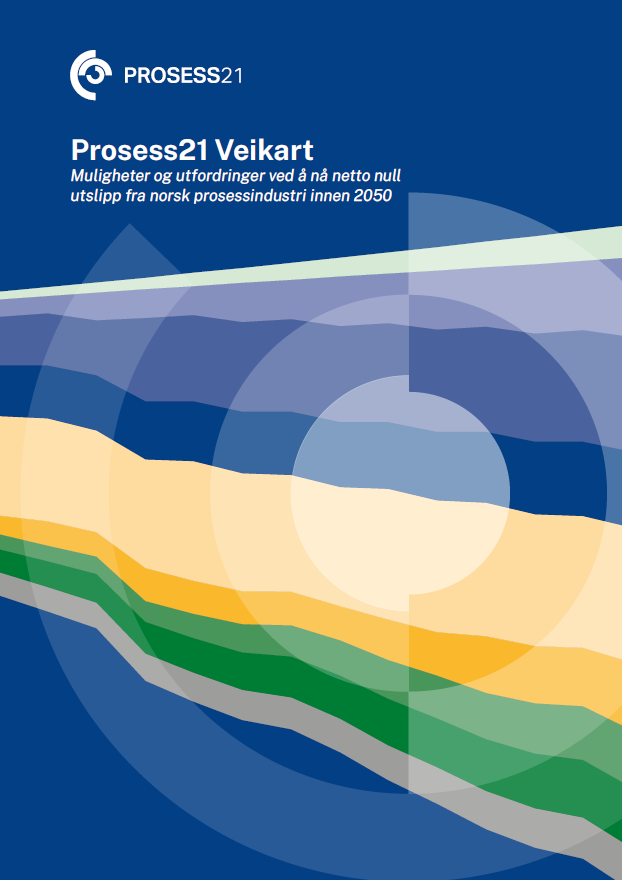 PROSESS21
Prosess21 Veikart
Muligheter og utfordringer ved å nå netto null
utslipp fra norsk prosessindustri innen 2050